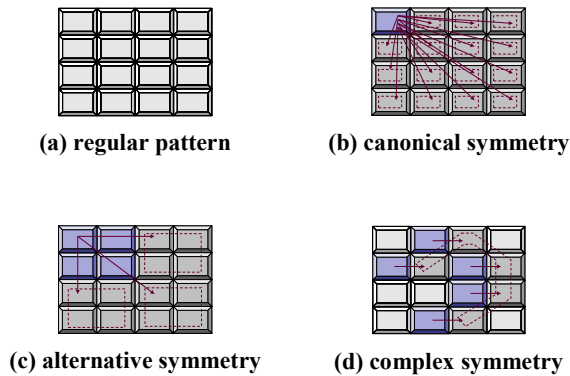 (a) regular pattern
(b) canonical symmetry
(c) alternative symmetry
(d) complex symmetry